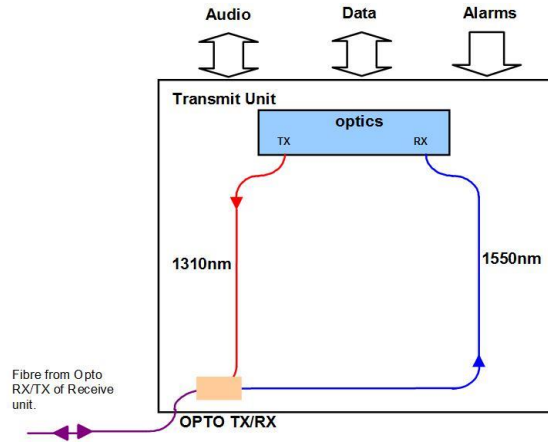 Audio
Data
Alarms
Transmit Unit
optics
TX
RX
1310nm
1550nm
Fibre from Opto
RX/TX of Receive
unit.
OPTO TX/RX